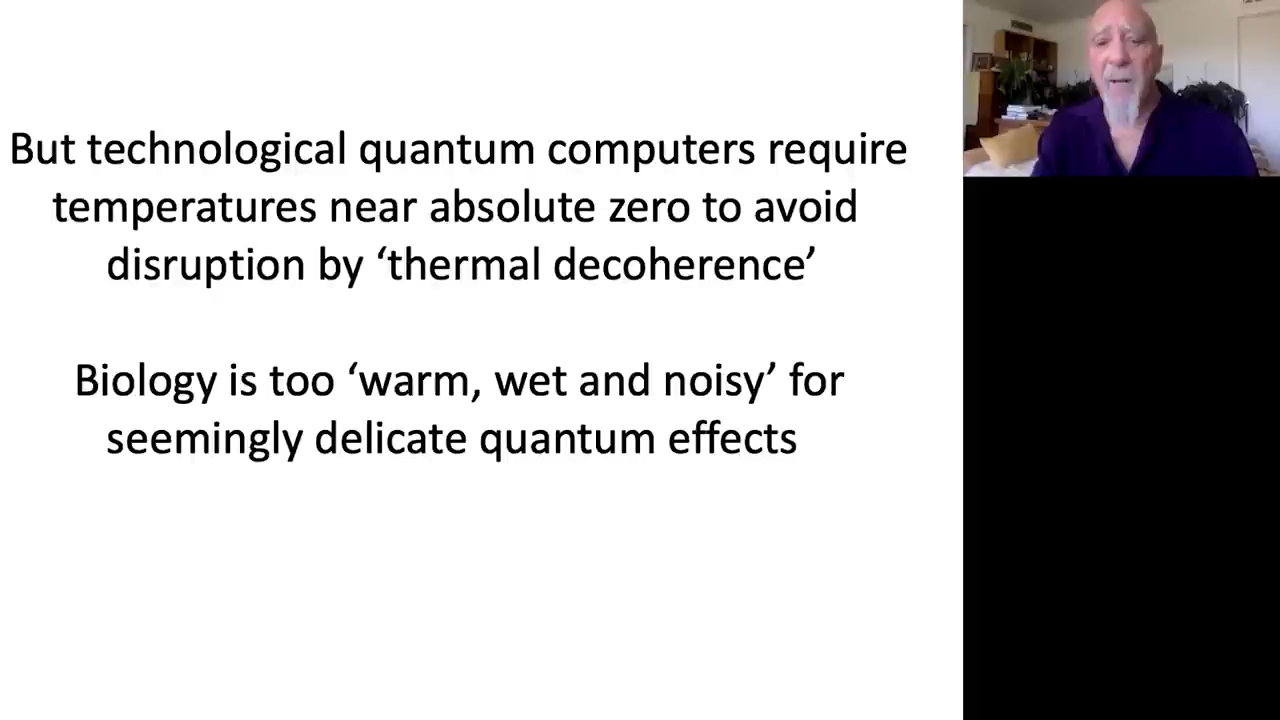 But technological quantum computers require
temperatures near absolute zero to avoid
disruption by ‘thermal decoherence’
Biology is too ‘warm, wet and noisy’ for
seemingly delicate quantum effects